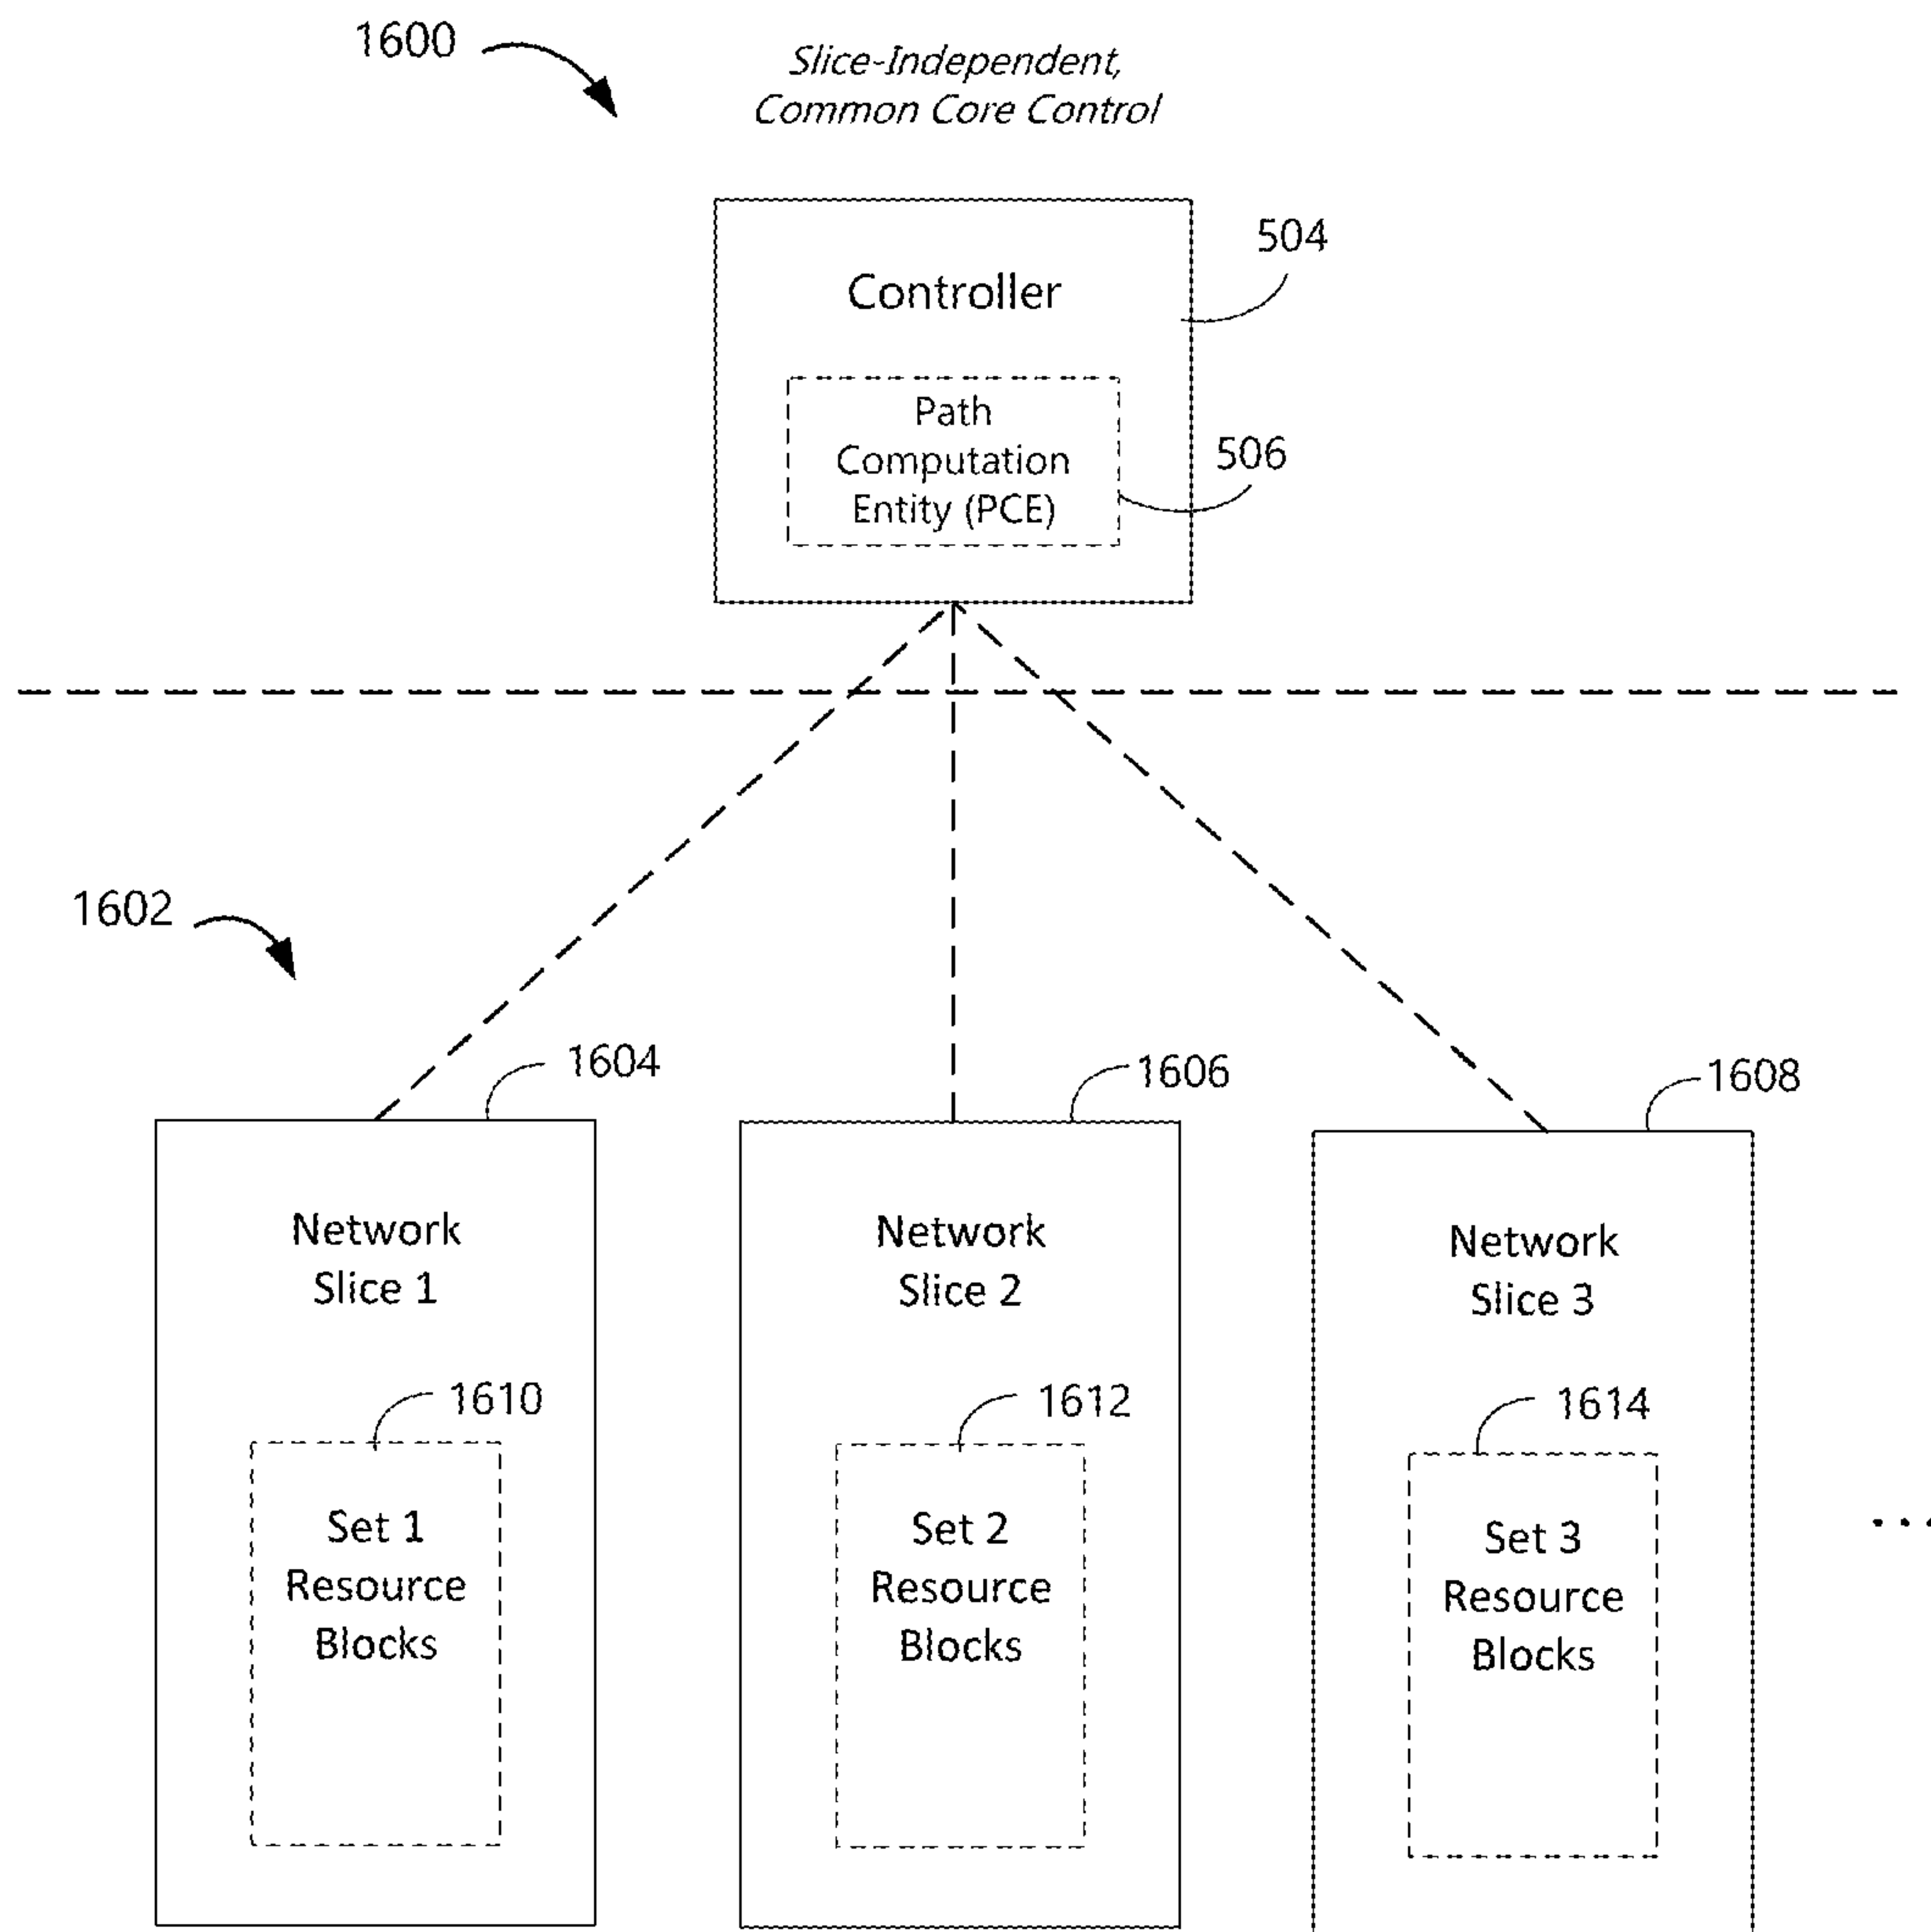 1600
Slice-Independent,
Common Core Control
504
Controller
Path
506
Computation
Entity (PCE)
1602
1604
1606
1608
Network
Slice 1
Network
Slice 2
Network
Slice 3
1610
1612
1614
Set 1
Resource
Blocks
Set 2
Resource
Blocks
Set 3
Resource
Blocks
...